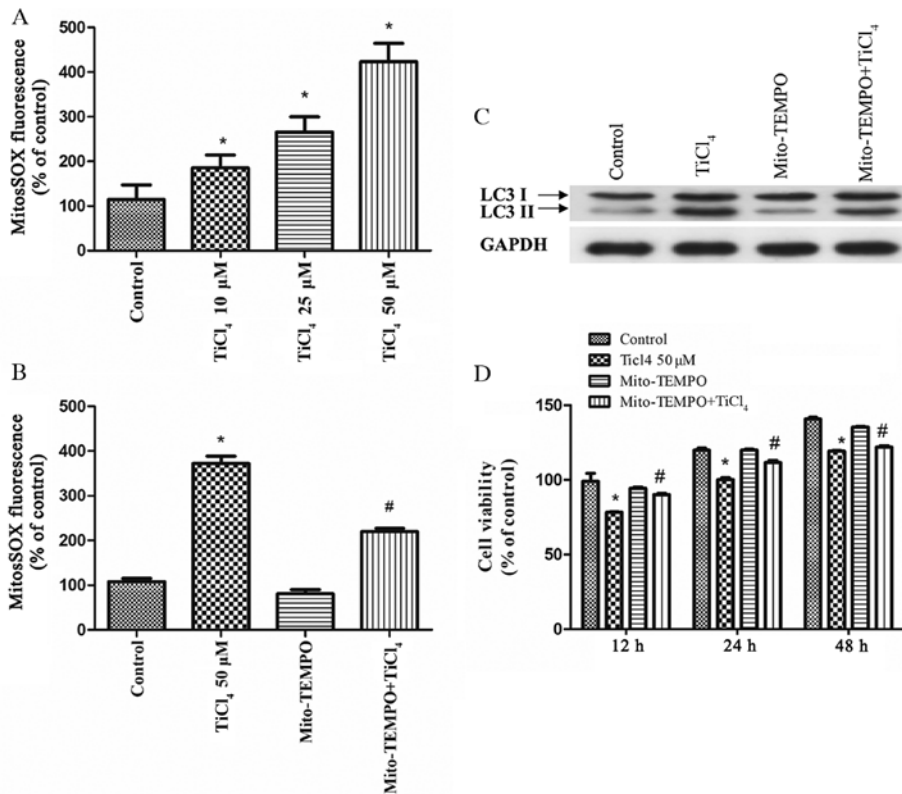 A
MitosSOX fluorescence
(% of control)
500
400
300
200
100
0
*
*
*
Control
TiCl₄ 10 μM
TiCl₄ 25 μM
TiCl₄ 50 μM
B
MitosSOX fluorescence
(% of control)
500
400
300
200
100
0
*
#
Control
TiCl₄ 50 μM
Mito-TEMPO
Mito-TEMPO+TiCl₄
C
Control
TiCl₄
Mito-TEMPO
Mito-TEMPO+TiCl₄
LC3 I
LC3 II
GAPDH
D
Control
Ticl4 50 μM
Mito-TEMPO
Mito-TEMPO+TiCl₄
Cell viability
(% of control)
150
100
50
0
* #
* #
* #
12 h 24 h 48 h